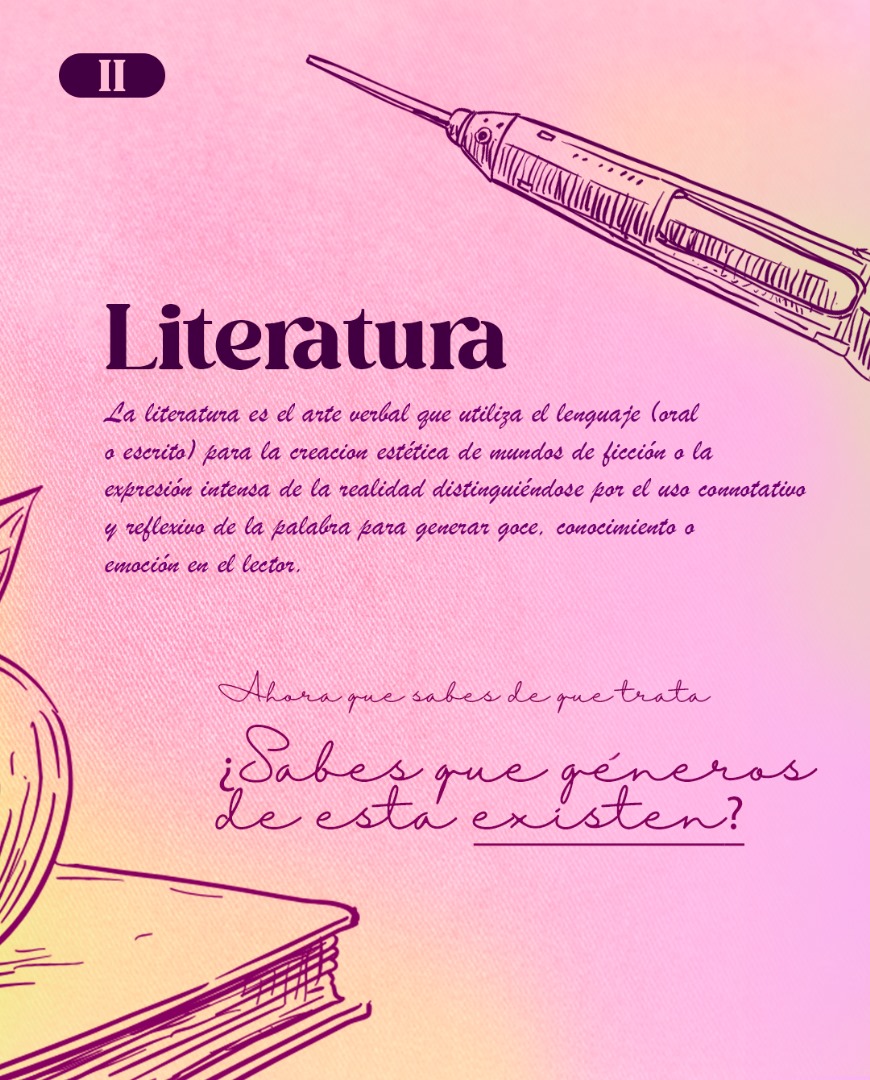 II
Literatura
La literatura es el arte verbal que utiliza el lenguaje (oral
o escrito) para la creacion estética de mundos de ficción o la
expresión intensa de la realidad distinguiéndose por el uso connotativo
y reflexivo de la palabra para generar goce, conocimiento o
emoción en el lector.
Ahora que sabes de que trata
¿Sabes que géneros
de esta existen?